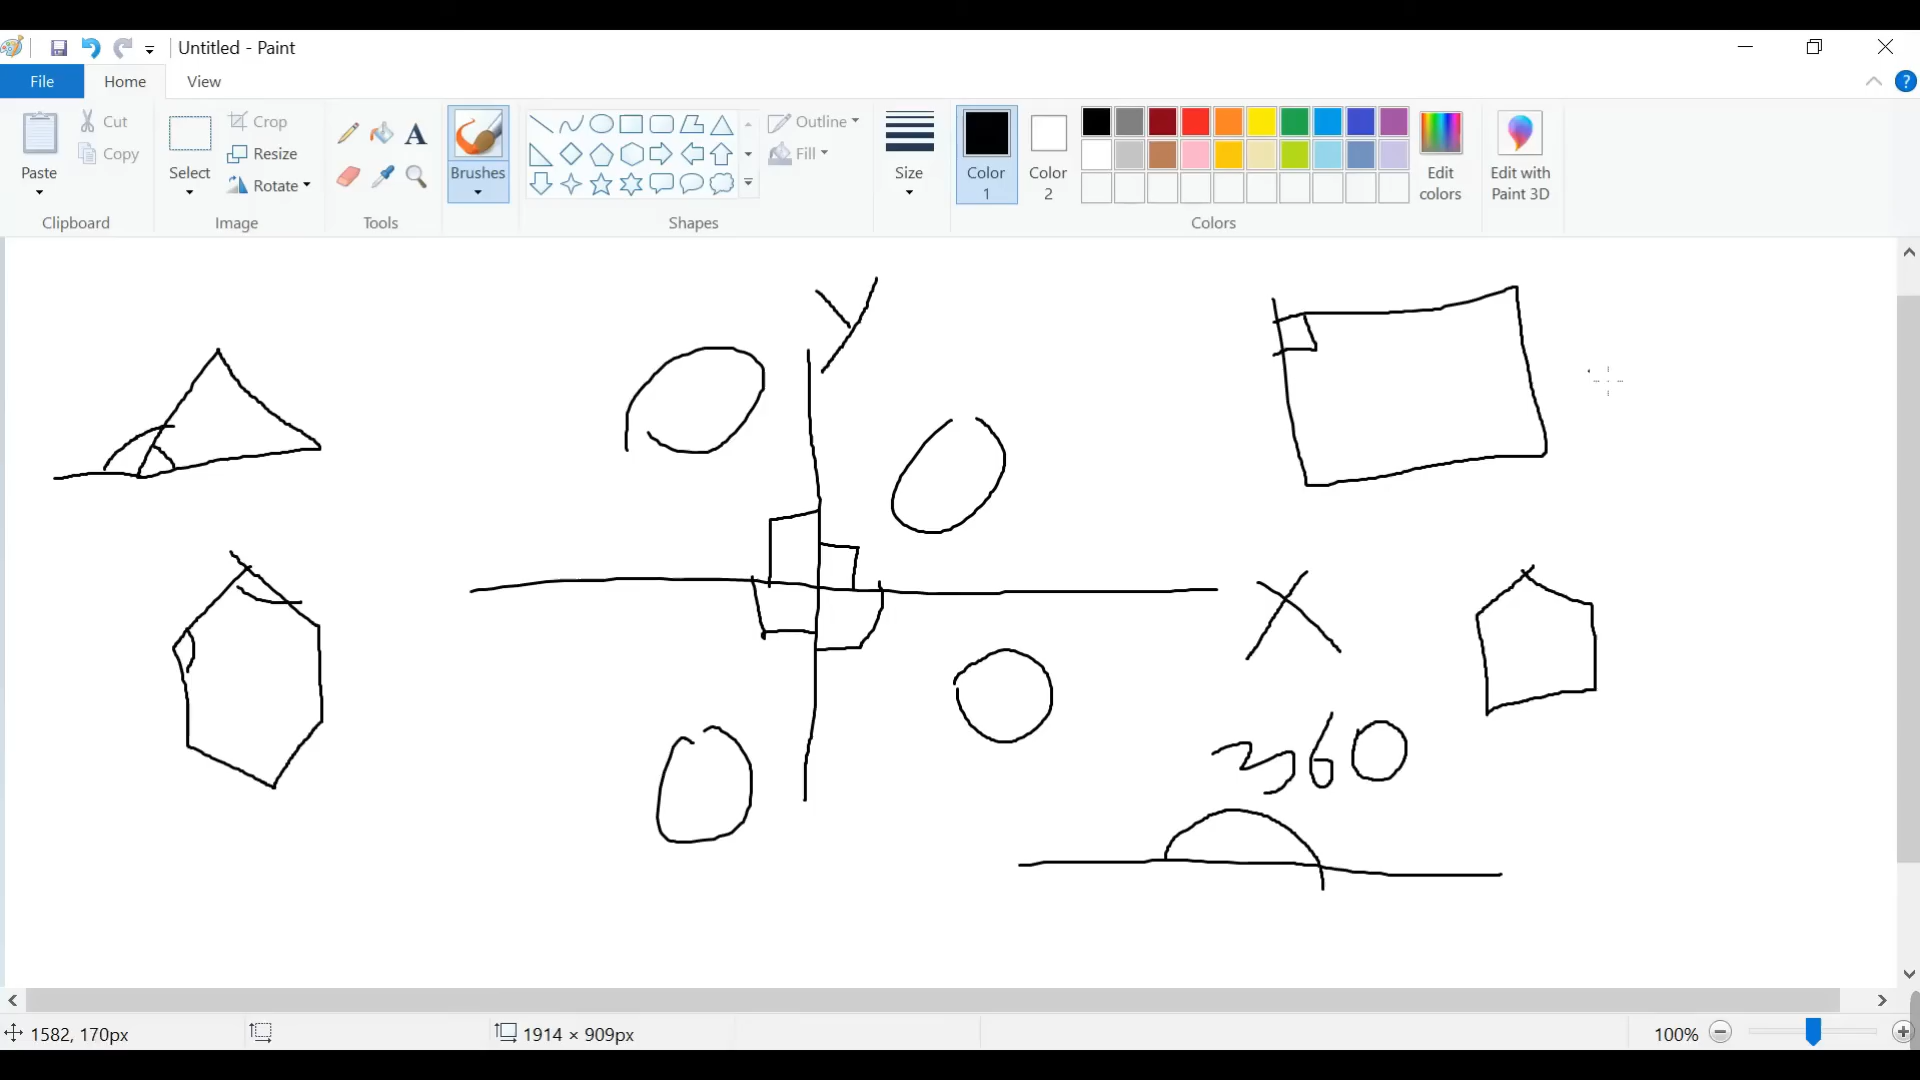 Untitled - Paint
File Home View
Cut
Copy
Paste
Clipboard
Crop
Resize
Rotate
Select
Image
Tools
Brushes
Shapes
Outline
Fill
Size
Color 1
Color 2
Colors
Edit colors
Edit with Paint 3D
Y
X
360
1582, 170px
1914 × 909px
100%